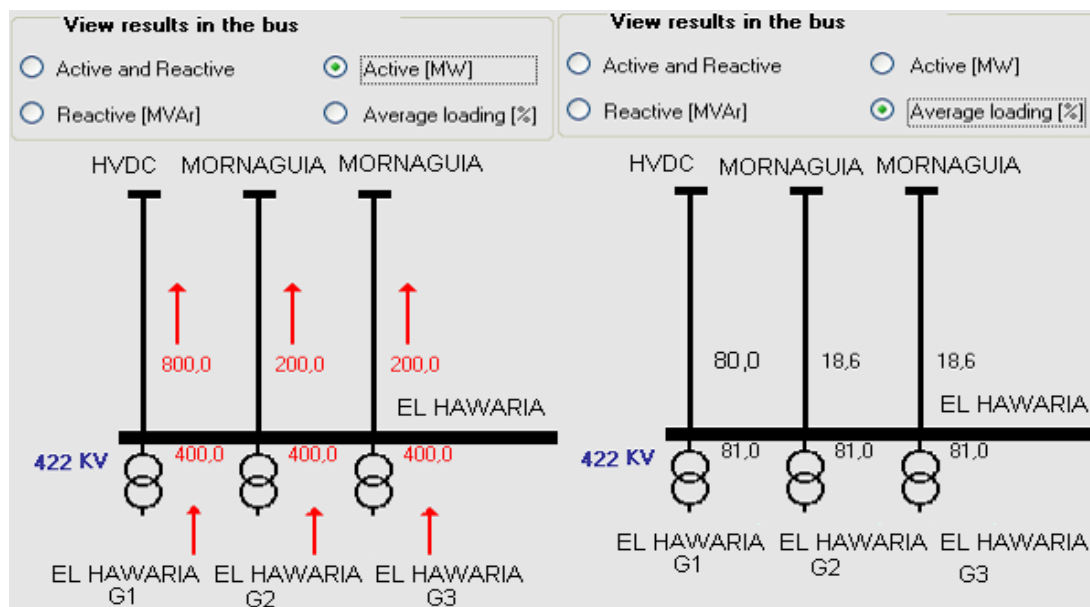 View results in the bus
Active and Reactive
Active [MW]
Reactive [MVAr]
Average loading [%]
HVDC
MORNAGUIA
MORNAGUIA
800,0
200,0
200,0
EL HAWARIA
422 KV
400,0
400,0
400,0
EL HAWARIA
G1
EL HAWARIA
G2
EL HAWARIA
G3
View results in the bus
Active and Reactive
Active [MW]
Reactive [MVAr]
Average loading [%]
HVDC
MORNAGUIA
MORNAGUIA
80,0
18,6
18,6
EL HAWARIA
422 KV
81,0
81,0
81,0
EL HAWARIA
G1
EL HAWARIA
G2
EL HAWARIA
G3